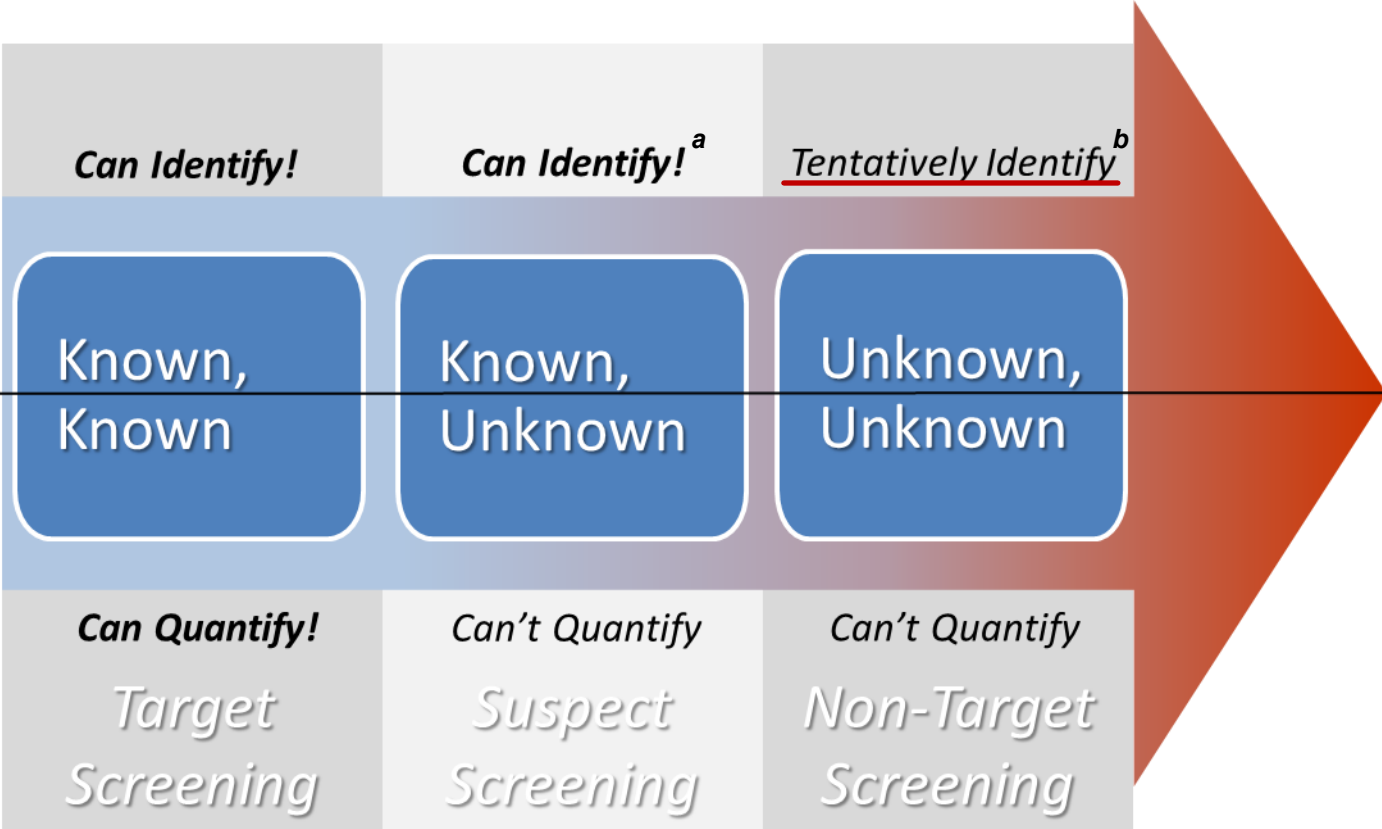 Can Identify!
Can Identify! a
Tentatively Identify b
Known,
Known
Known,
Unknown
Unknown,
Unknown
Can Quantify!
Can’t Quantify
Can’t Quantify
Target
Screening
Suspect
Screening
Non-Target
Screening